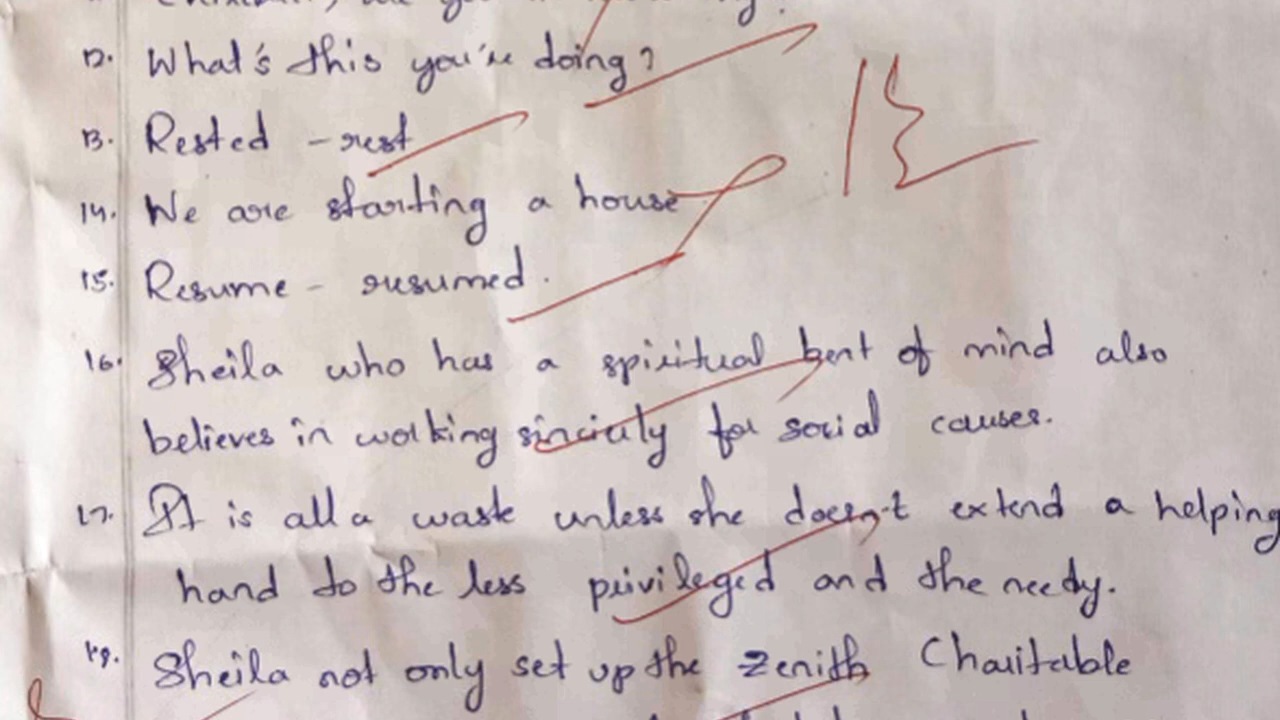 12. What's this you're doing?
13. Rested - rest
14. We are starting a house
15. Resume - resumed.
16. Sheila who has a spiritual bent of mind also
believes in working sincerly for social causes.
17. It is all a waste unless she doesn't extend a helping
hand to the less privileged and the needy.
18. Sheila not only set up the Zenith Charitable